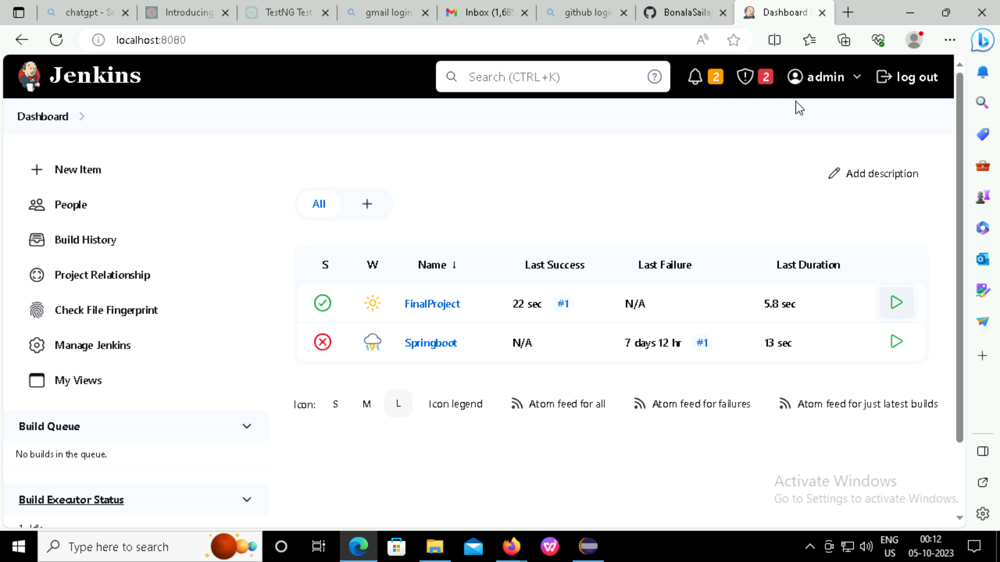 chatgpt - Se
Introducing
TestNG Test
gmail login
Inbox (1,685
github login
BonalaSailaj
Dashboard
localhost:8080
Jenkins
Search (CTRL+K)
2
2
admin
log out
Dashboard
New Item
People
Build History
Project Relationship
Check File Fingerprint
Manage Jenkins
My Views
Build Queue
No builds in the queue.
Build Executor Status
Add description
All
S W Name ↓ Last Success Last Failure Last Duration
FinalProject 22 sec #1 N/A 5.8 sec
Springboot N/A 7 days 12 hr #1 13 sec
Icon: S M L Icon legend Atom feed for all Atom feed for failures Atom feed for just latest builds
Activate Windows
Go to Settings to activate Windows.
Type here to search
ENG
US
00:12
05-10-2023